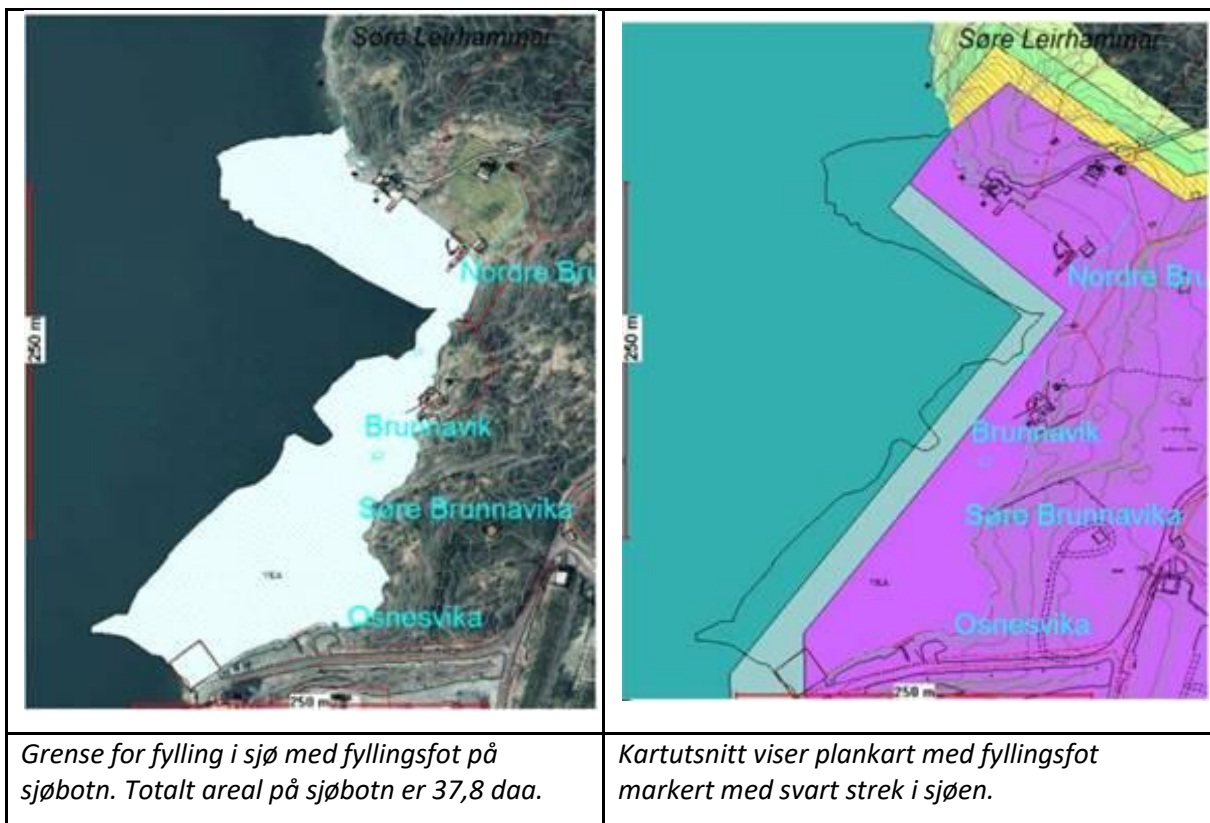 Søre Leirhammar
Nordre Bru
250 m
Brunnavik
Søre Brunnavika
Osnesvika
250 m
Grense for fylling i sjø med fyllingsfot på
sjøbotn. Totalt areal på sjøbotn er 37,8 daa.
Søre Leirhammar
Nordre Bru
250 m
Brunnavik
Søre Brunnavika
Osnesvika
250 m
Kartutsnitt viser plankart med fyllingsfot
markert med svart strek i sjøen.